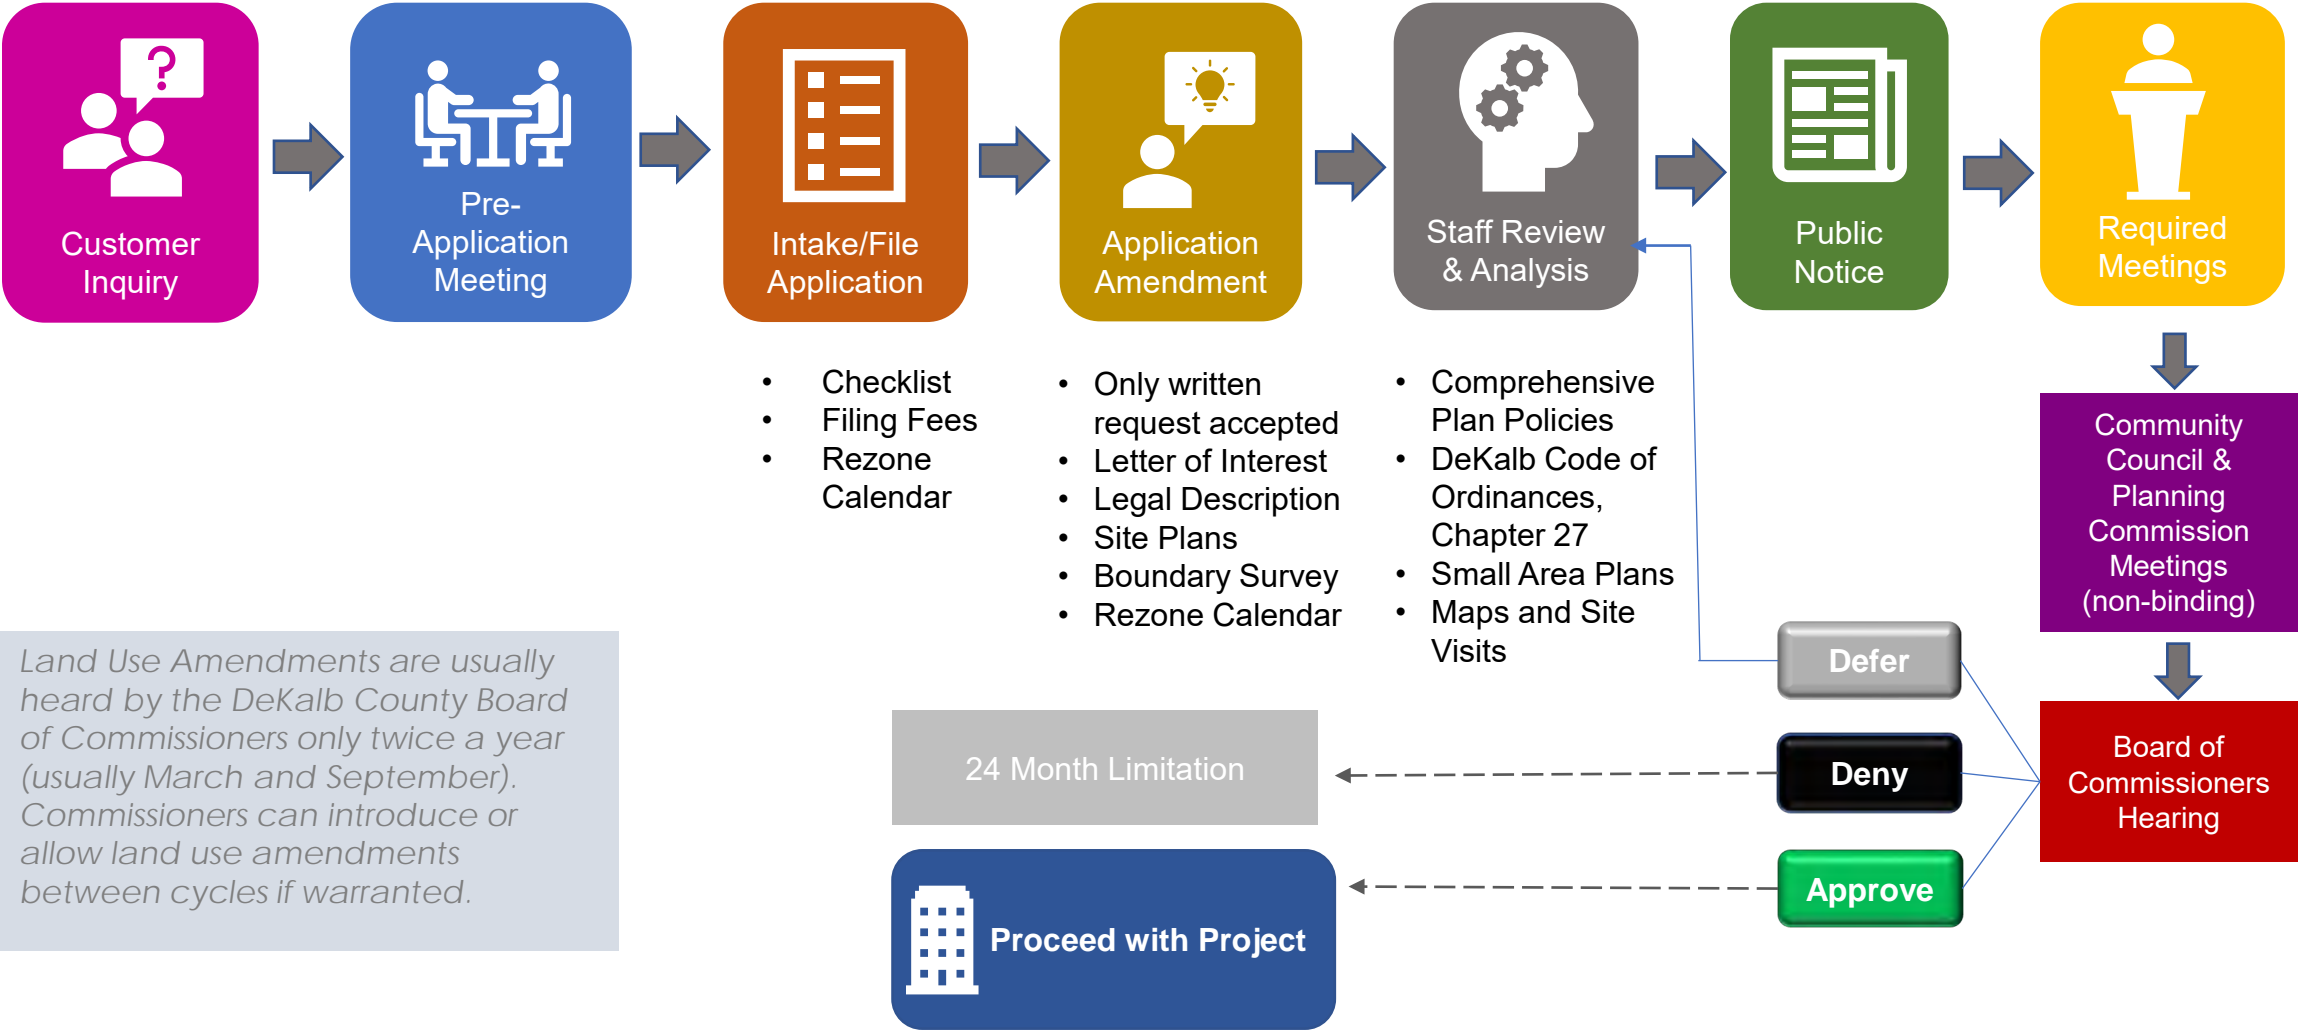 Customer
Inquiry
Pre-
Application
Meeting
Intake/File
Application
Application
Amendment
Staff Review
& Analysis
Public
Notice
Required
Meetings
• Checklist
• Filing Fees
• Rezone
Calendar
• Only written
request accepted
• Letter of Interest
• Legal Description
• Site Plans
• Boundary Survey
• Rezone Calendar
• Comprehensive
Plan Policies
• DeKalb Code of
Ordinances,
Chapter 27
• Small Area Plans
• Maps and Site
Visits
Community
Council &
Planning
Commission
Meetings
(non-binding)
Board of
Commissioners
Hearing
Defer
Deny
Approve
24 Month Limitation
Proceed with Project
Land Use Amendments are usually
heard by the DeKalb County Board
of Commissioners only twice a year
(usually March and September).
Commissioners can introduce or
allow land use amendments
between cycles if warranted.
?